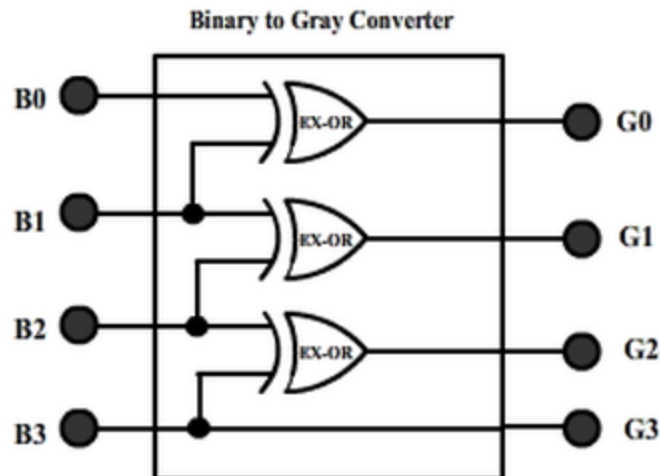 Binary to Gray Converter
B0
EX-OR
G0
B1
EX-OR
G1
B2
EX-OR
G2
B3
G3